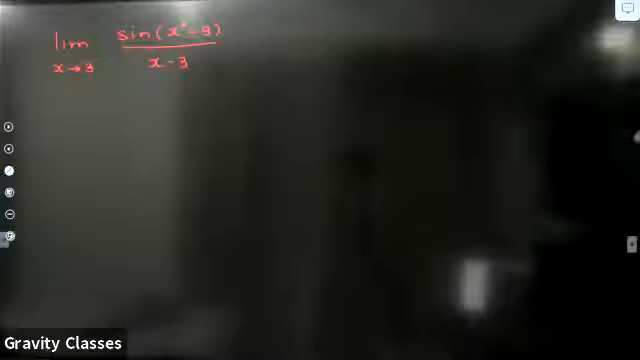 lim sin(x²-9)
x→3 x-3
Gravity Classes